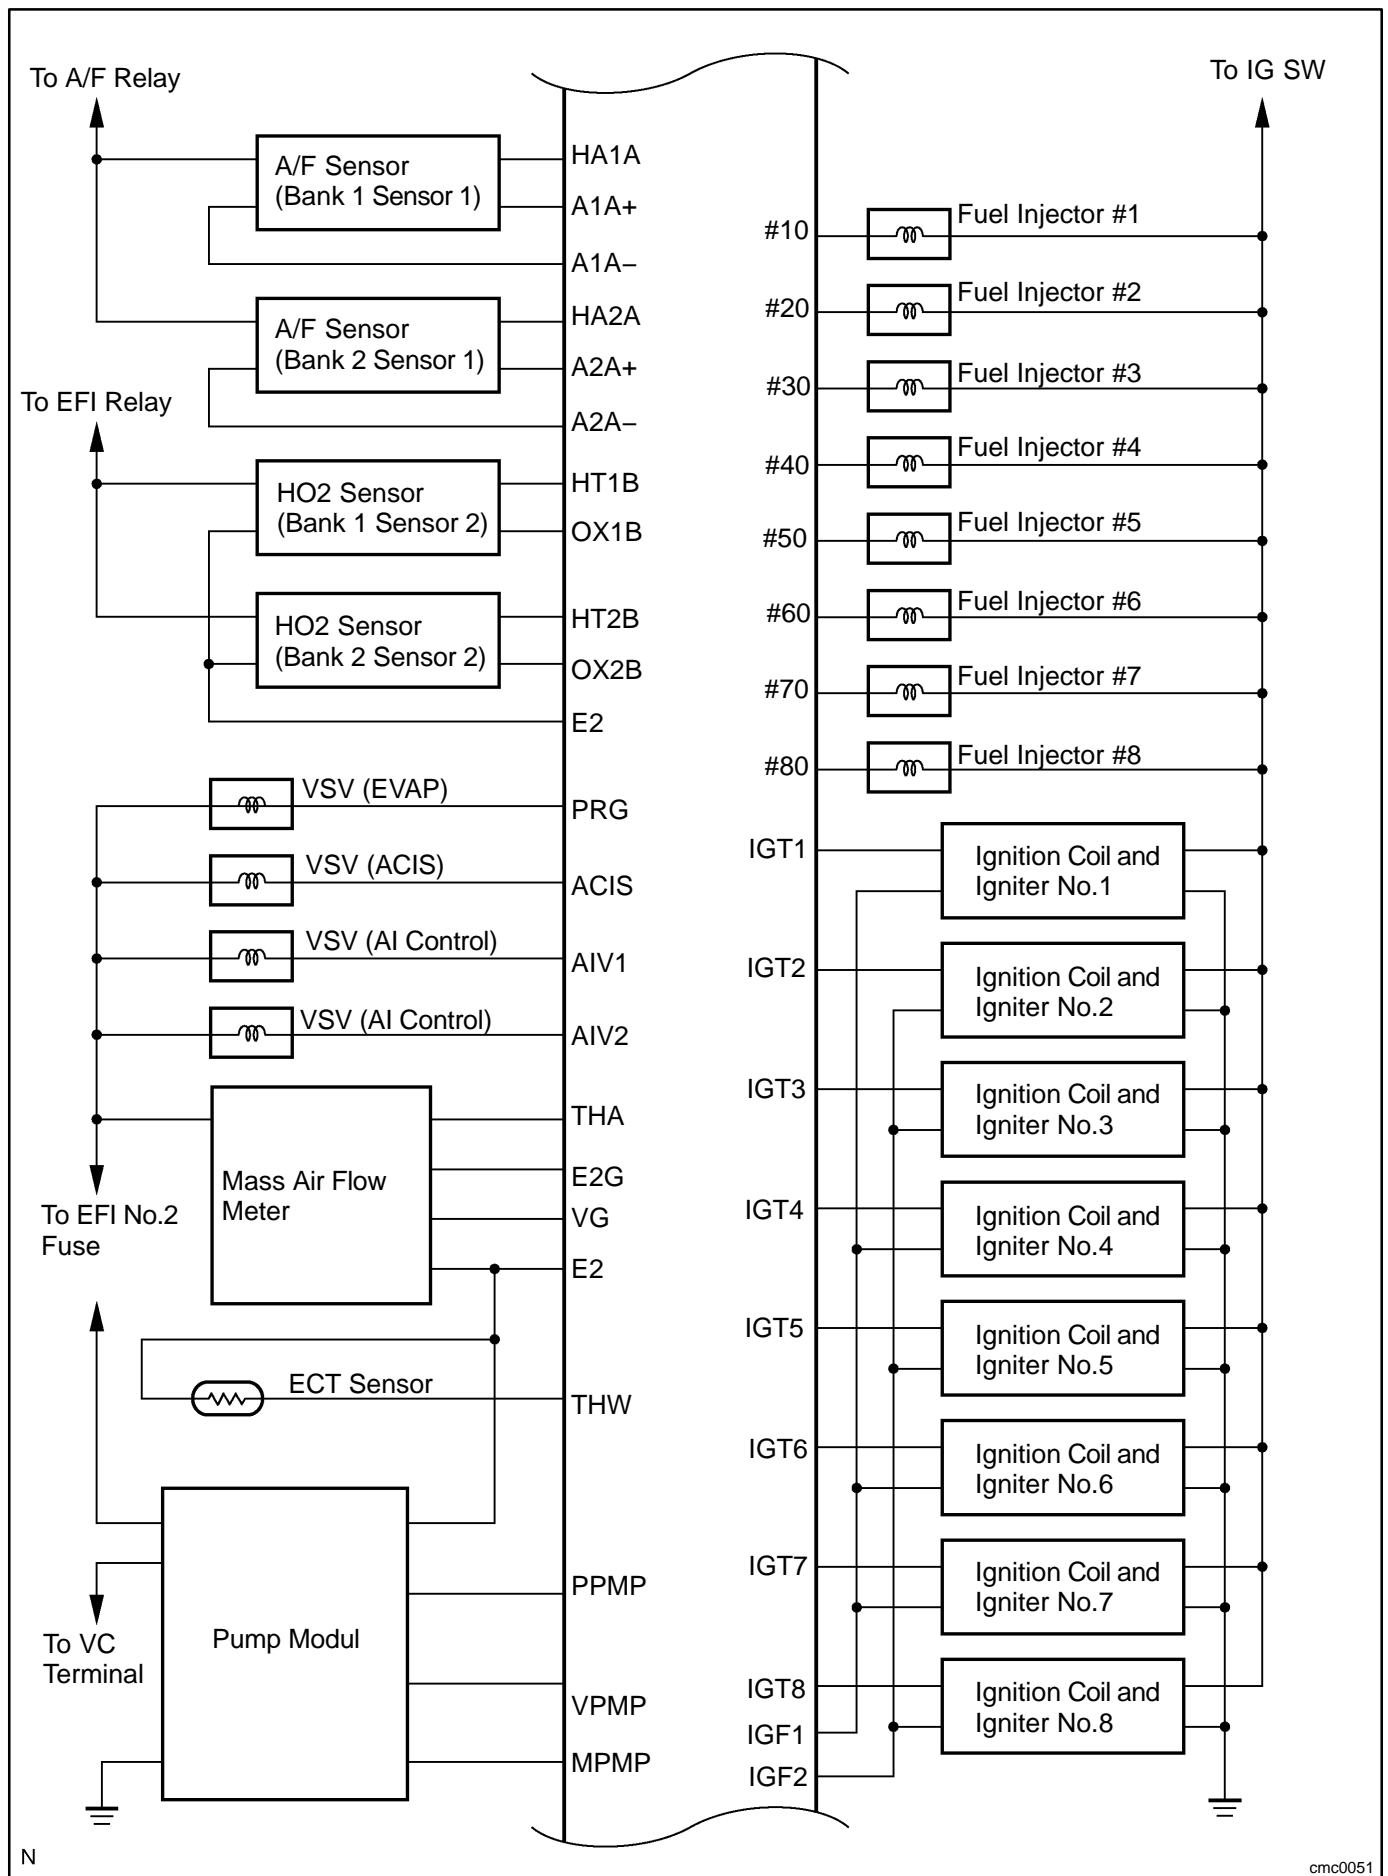 To A/F Relay
A/F Sensor
(Bank 1 Sensor 1)
HA1A
A1A+
A1A–
A/F Sensor
(Bank 2 Sensor 1)
HA2A
A2A+
A2A–
To EFI Relay
HO2 Sensor
(Bank 1 Sensor 2)
HT1B
OX1B
HO2 Sensor
(Bank 2 Sensor 2)
HT2B
OX2B
E2
VSV (EVAP)
PRG
VSV (ACIS)
ACIS
VSV (AI Control)
AIV1
VSV (AI Control)
AIV2
Mass Air Flow
Meter
THA
E2G
VG
E2
To EFI No.2
Fuse
ECT Sensor
THW
Pump Modul
PPMP
VPMP
MPMP
To VC
Terminal
To IG SW
#10
Fuel Injector #1
#20
Fuel Injector #2
#30
Fuel Injector #3
#40
Fuel Injector #4
#50
Fuel Injector #5
#60
Fuel Injector #6
#70
Fuel Injector #7
#80
Fuel Injector #8
IGT1
Ignition Coil and
Igniter No.1
IGT2
Ignition Coil and
Igniter No.2
IGT3
Ignition Coil and
Igniter No.3
IGT4
Ignition Coil and
Igniter No.4
IGT5
Ignition Coil and
Igniter No.5
IGT6
Ignition Coil and
Igniter No.6
IGT7
Ignition Coil and
Igniter No.7
IGT8
Ignition Coil and
Igniter No.8
IGF1
IGF2
N
cmc0051